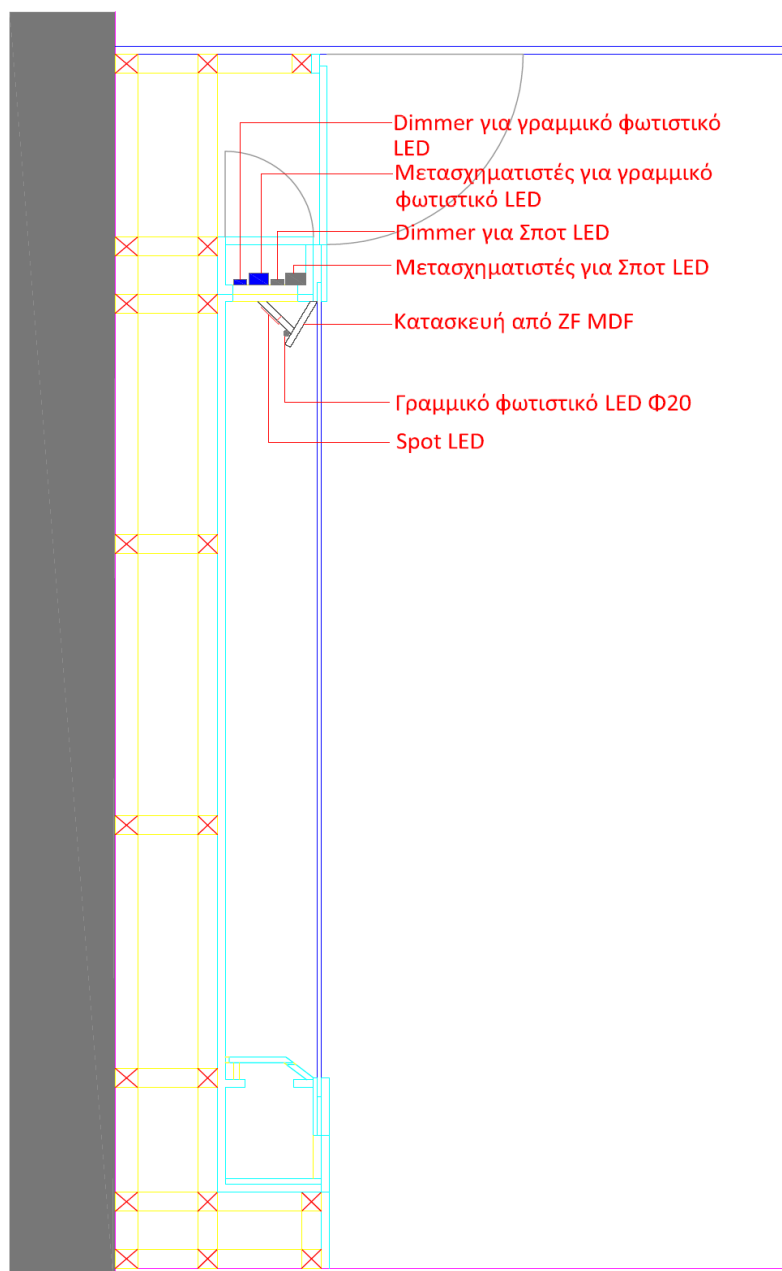 Dimmer για γραμμικό φωτιστικό
LED
Μετασχηματιστές για γραμμικό
φωτιστικό LED
Dimmer για Σποτ LED
Μετασχηματιστές για Σποτ LED
Κατασκευή από ZF MDF
Γραμμικό φωτιστικό LED Φ20
Spot LED